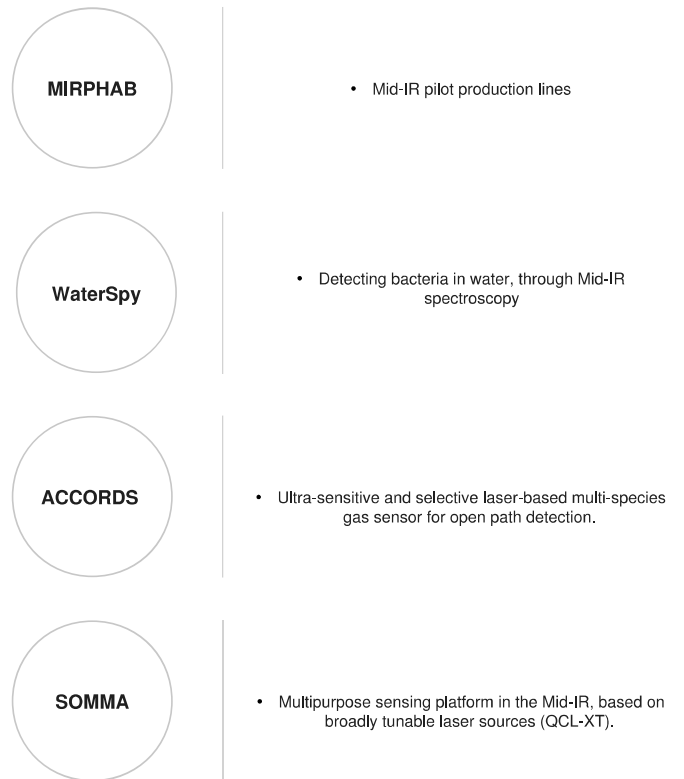 MIRPHAB
• Mid-IR pilot production lines
WaterSpy
• Detecting bacteria in water, through Mid-IR
spectroscopy
ACCORDS
• Ultra-sensitive and selective laser-based multi-species
gas sensor for open path detection.
SOMMA
• Multipurpose sensing platform in the Mid-IR, based on
broadly tunable laser sources (QCL-XT).